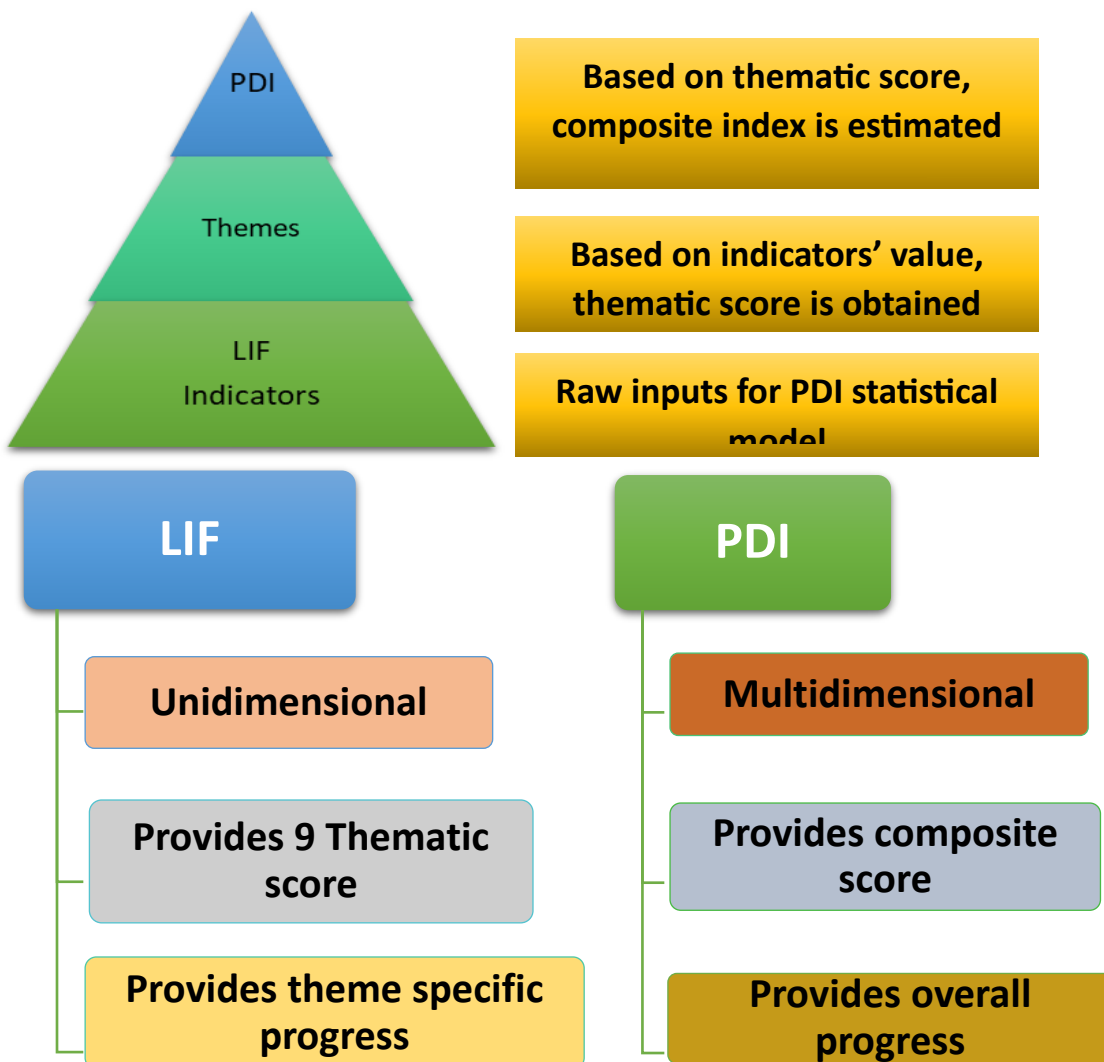 PDI
Based on thematic score,
composite index is estimated
Themes
Based on indicators’ value,
thematic score is obtained
LIF
Indicators
Raw inputs for PDI statistical
model
LIF
PDI
Unidimensional
Multidimensional
Provides 9 Thematic
score
Provides composite
score
Provides theme specific
progress
Provides overall
progress